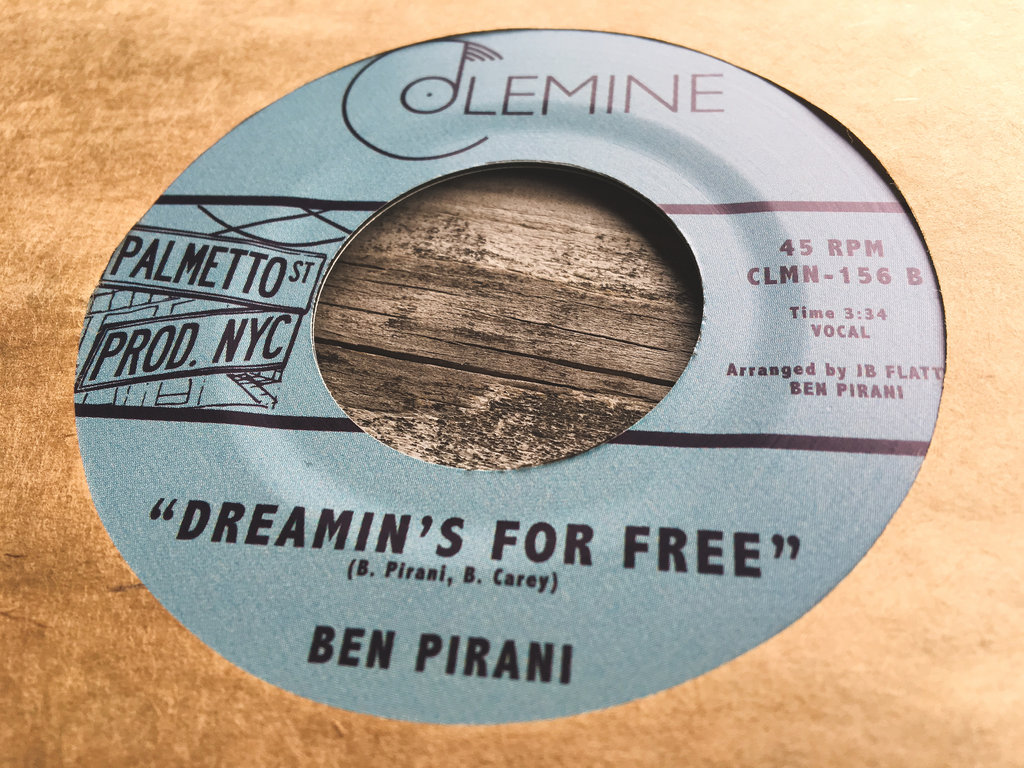 COLEMINE
PALMETTO ST
PROD. NYC
45 RPM
CLMN-156 B
Time 3:34
VOCAL
Arranged by JB FLATT
BEN PIRANI
“DREAMIN’S FOR FREE”
(B. Pirani, B. Carey)
BEN PIRANI